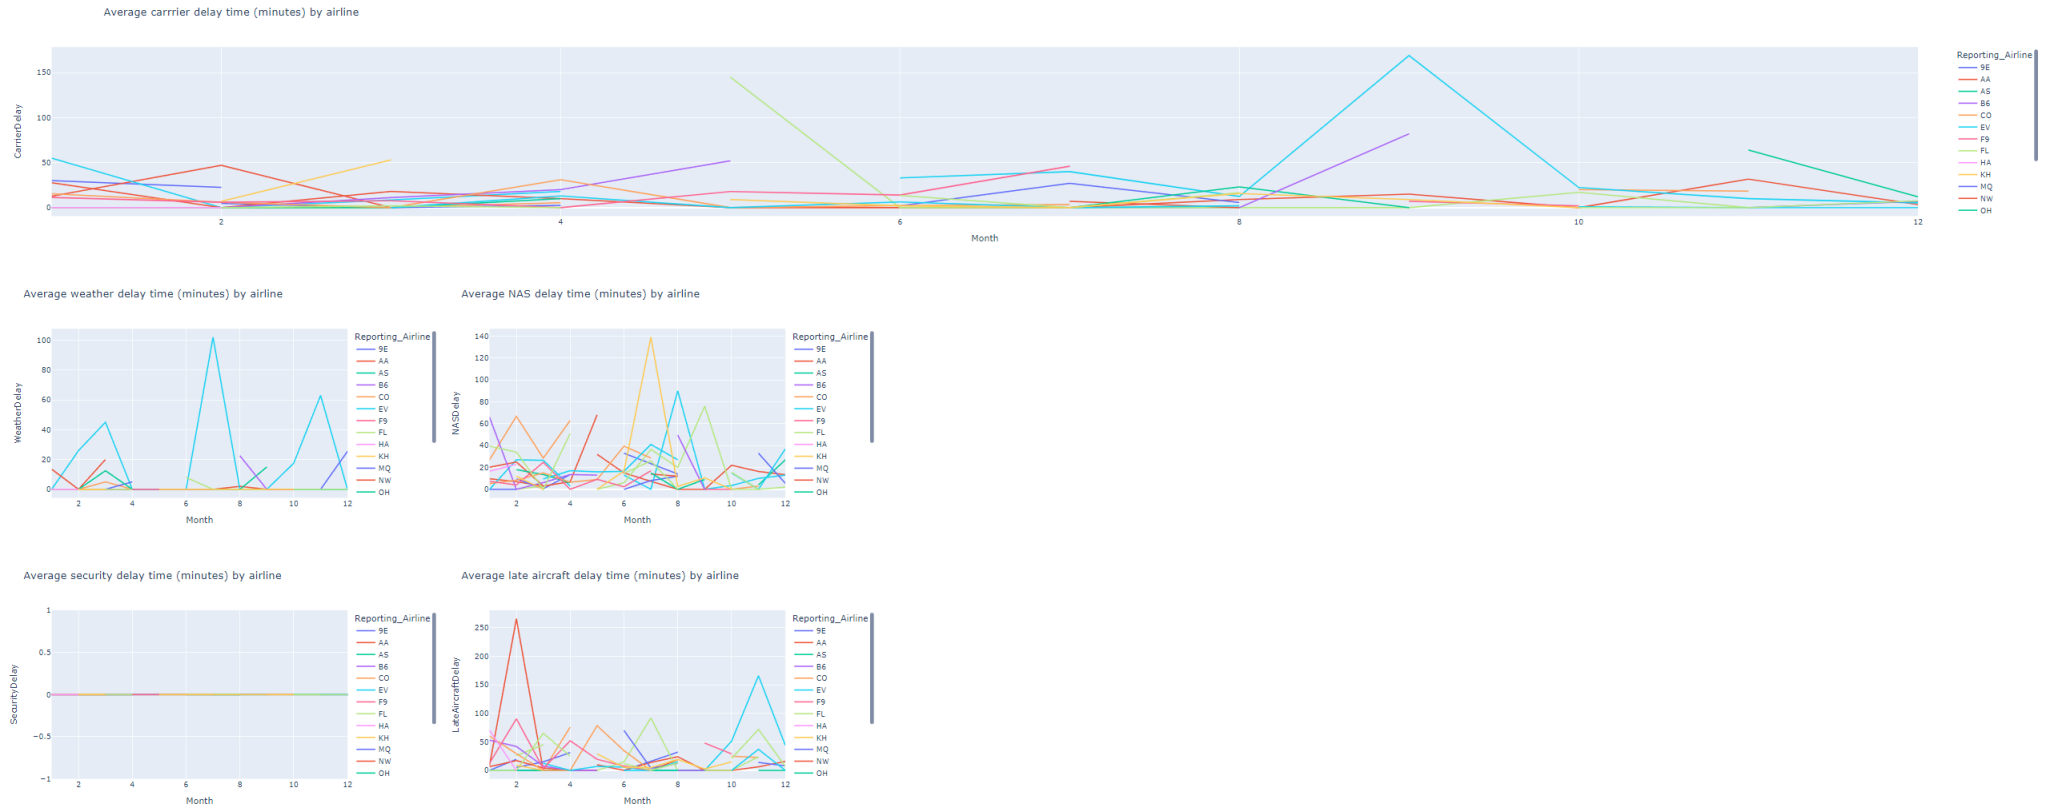 Average carrrier delay time (minutes) by airline
150
100
50
0
CarrierDelay
2
4
6
8
10
12
Month
Reporting_Airline
9E
AA
AS
B6
CO
EV
F9
FL
HA
KH
MQ
NW
OH
Average weather delay time (minutes) by airline
100
80
60
40
20
0
WeatherDelay
2
4
6
8
10
12
Month
Reporting_Airline
9E
AA
AS
B6
CO
EV
F9
FL
HA
KH
MQ
NW
OH
Average NAS delay time (minutes) by airline
140
120
100
80
60
40
20
0
NASDelay
2
4
6
8
10
12
Month
Reporting_Airline
9E
AA
AS
B6
CO
EV
F9
FL
HA
KH
MQ
NW
OH
Average security delay time (minutes) by airline
1
0.5
0
−0.5
−1
SecurityDelay
2
4
6
8
10
12
Month
Reporting_Airline
9E
AA
AS
B6
CO
EV
F9
FL
HA
KH
MQ
NW
OH
Average late aircraft delay time (minutes) by airline
250
200
150
100
50
0
LateAircraftDelay
2
4
6
8
10
12
Month
Reporting_Airline
9E
AA
AS
B6
CO
EV
F9
FL
HA
KH
MQ
NW
OH